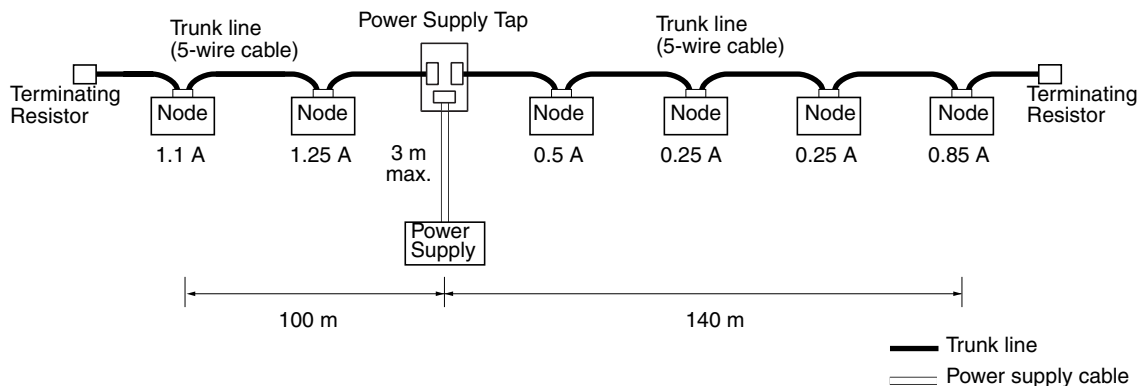 Power Supply Tap
Trunk line
(5-wire cable)
Trunk line
(5-wire cable)
Terminating
Resistor
Node
Node
Node
Node
Node
Node
Terminating
Resistor
1.1 A
1.25 A
3 m
max.
0.5 A
0.25 A
0.25 A
0.85 A
Power
Supply
100 m
140 m
Trunk line
Power supply cable